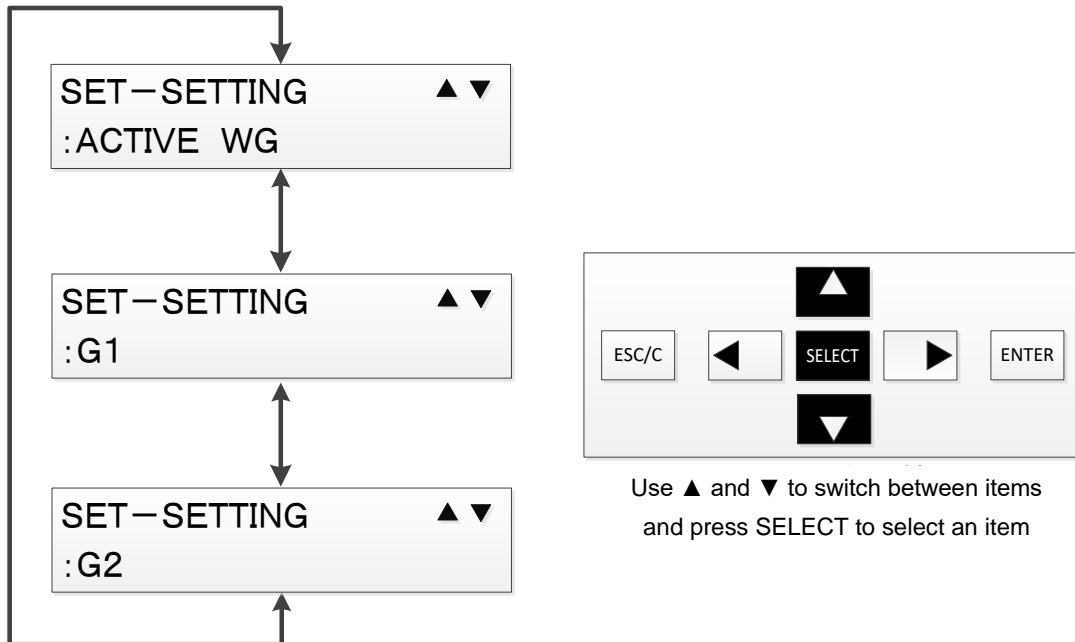 SET－SETTING ▲ ▼
:ACTIVE WG
SET－SETTING ▲ ▼
:G1
SET－SETTING ▲ ▼
:G2
ESC/C
SELECT
ENTER
Use ▲ and ▼ to switch between items
and press SELECT to select an item